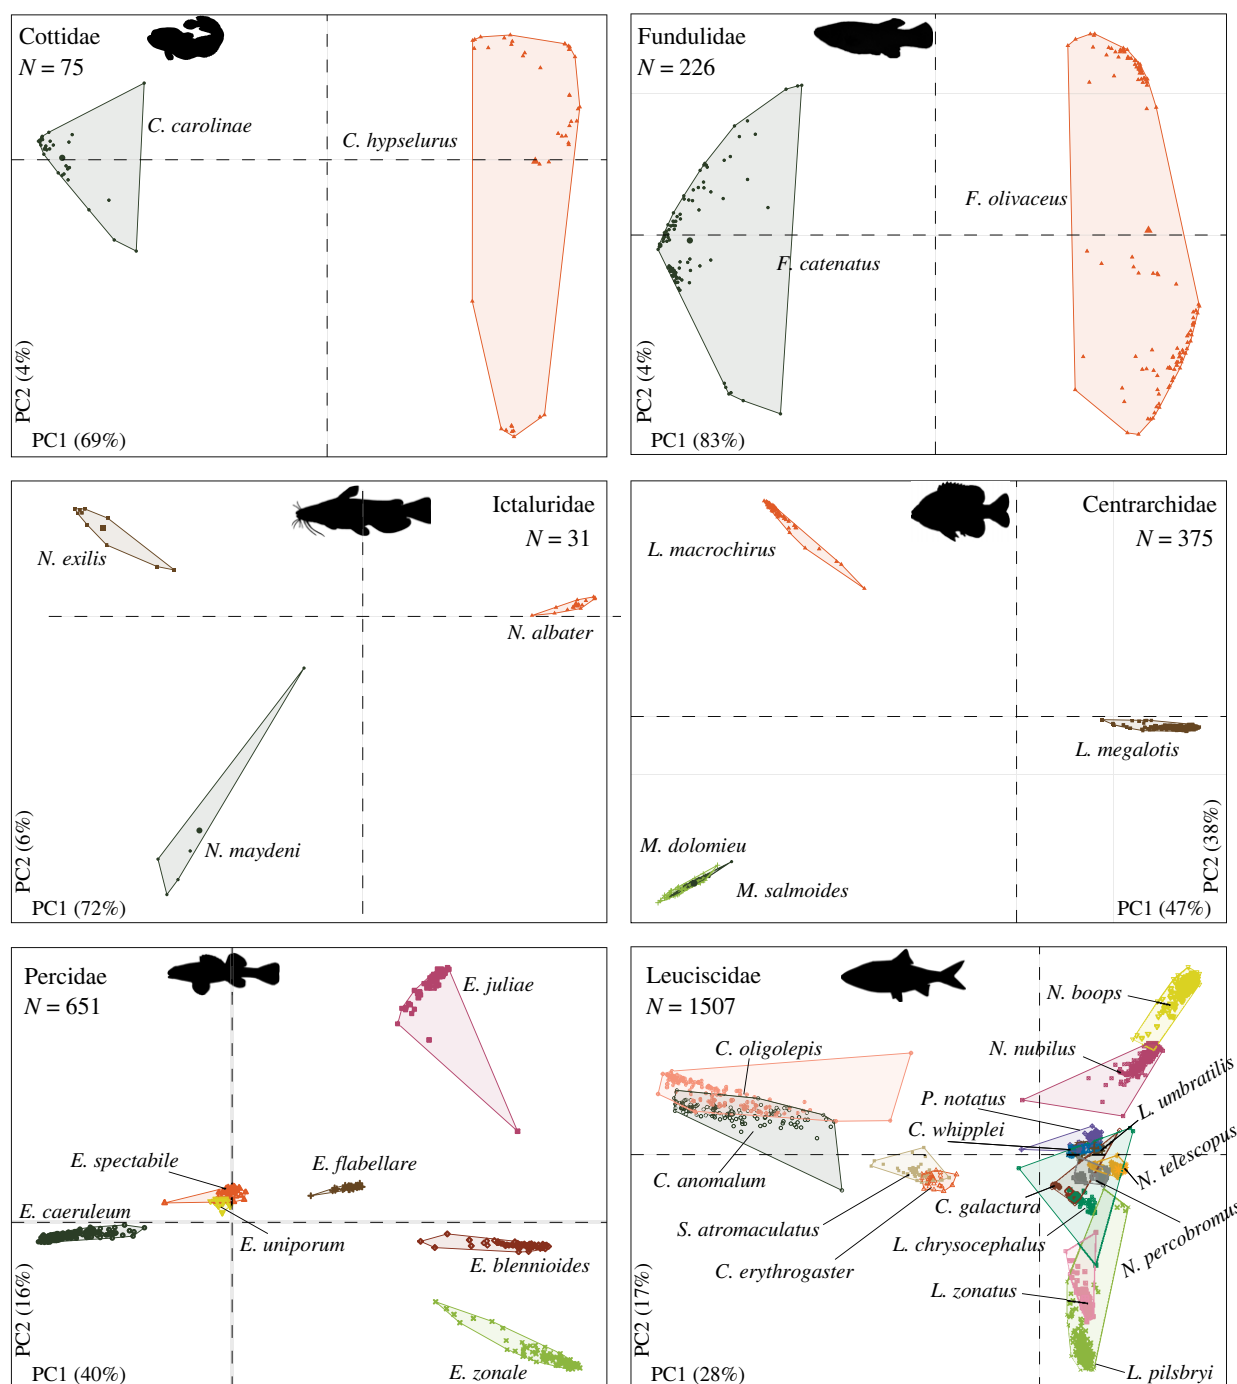 Cottidae
N = 75
C. carolinae
C. hypselurus
PC2 (4%)
PC1 (69%)
Fundulidae
N = 226
F. olivaceus
F. catenatus
PC2 (4%)
PC1 (83%)
Ictaluridae
N = 31
N. exilis
N. albater
N. maydeni
PC2 (6%)
PC1 (72%)
Centrarchidae
N = 375
L. macrochirus
L. megalotis
M. dolomieu
M. salmoides
PC2 (38%)
PC1 (47%)
Percidae
N = 651
E. juliae
E. spectabile
E. flabellare
E. caeruleum
E. uniporum
E. blennioides
E. zonale
PC2 (16%)
PC1 (40%)
Leuciscidae
N = 1507
N. boops
C. oligolepis
N. nubilus
L. umbratilis
P. notatus
C. whipplei
N. telescopus
C. anomalum
C. galactura
S. atromaculatus
L. chrysocephalus
N. percobromus
C. erythrogaster
L. zonatus
L. pilsbryi
PC2 (17%)
PC1 (28%)